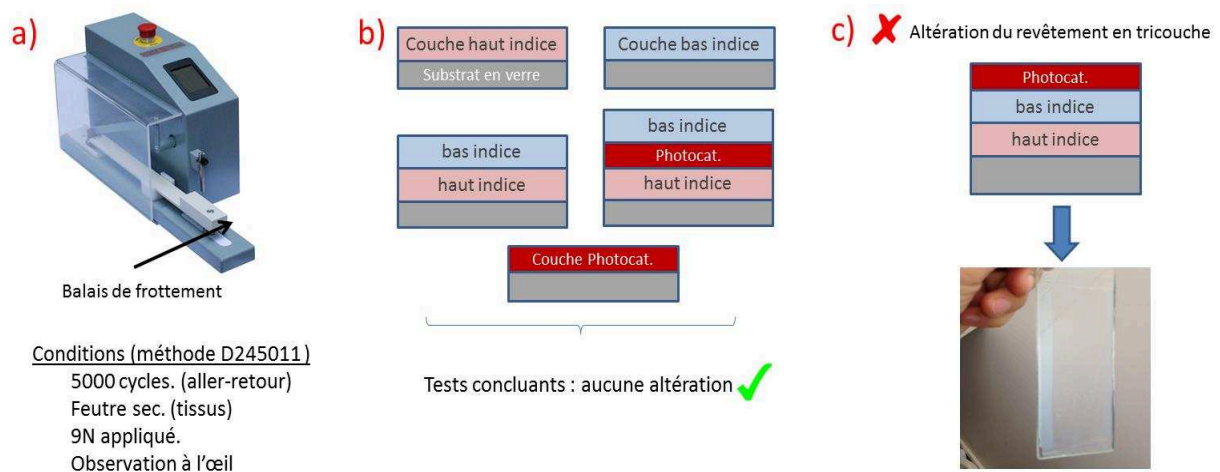 a)
Balais de frottement
Conditions (méthode D245011)
5000 cycles. (aller-retour)
Feutre sec. (tissus)
9N appliqué.
Observation à l'œil
b)
Couche haut indice
Substrat en verre
Couche bas indice
bas indice
haut indice
bas indice
Photocat.
haut indice
Couche Photocat.
Tests concluants : aucune altération
c)
Altération du revêtement en tricouche
Photocat.
bas indice
haut indice